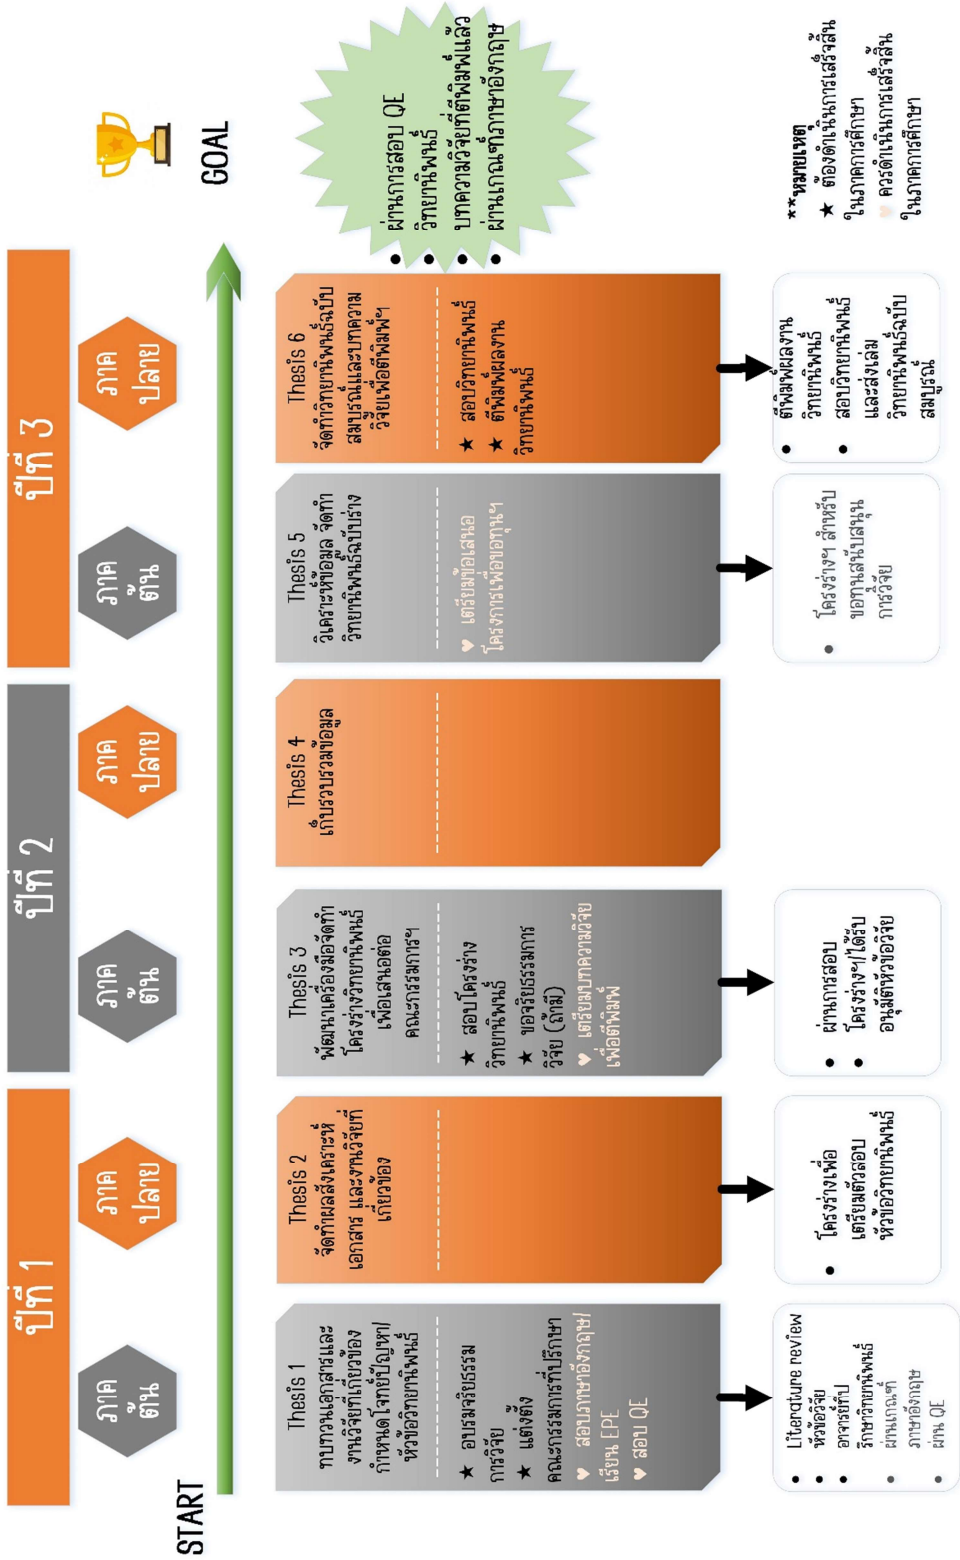 ปีที่ 1
ปีที่ 2
ปีที่ 3
ภาค
ต้น
ภาค
ปลาย
ภาค
ต้น
ภาค
ปลาย
ภาค
ต้น
ภาค
ปลาย
START
GOAL
Thesis 1
ทบทวนเอกสารและ
งานวิจัยที่เกี่ยวข้อง
กำหนดโจทย์ปัญหา/
หัวข้อวิทยานิพนธ์
★ อบรมจริยธรรม
การวิจัย
★ แต่งตั้ง
คณะกรรมการที่ปรึกษา
♥ สอบภาษาอังกฤษ/
เรียน EPE
♥ สอบ QE
Thesis 2
จัดทำผลสังเคราะห์
เอกสาร และงานวิจัยที่
เกี่ยวข้อง
Thesis 3
พัฒนาเครื่องมือจัดทำ
โครงร่างวิทยานิพนธ์
เพื่อเสนอต่อ
คณะกรรมการฯ
★ สอบโครงร่าง
วิทยานิพนธ์
★ ขอจริยธรรมการ
วิจัย (ถ้ามี)
♥ เตรียมบทความวิจัย
เพื่อตีพิมพ์
Thesis 4
เก็บรวบรวมข้อมูล
Thesis 5
วิเคราะห์ข้อมูล จัดทำ
วิทยานิพนธ์ฉบับร่าง
♥ เตรียมข้อเสนอ
โครงการเพื่อขอทุนฯ
Thesis 6
จัดทำวิทยานิพนธ์ฉบับ
สมบูรณ์และบทความ
วิจัยเพื่อตีพิมพ์ฯ
★ สอบวิทยานิพนธ์
★ ตีพิมพ์ผลงาน
วิทยานิพนธ์
• ผ่านการสอบ QE
• วิทยานิพนธ์
• บทความวิจัยที่ตีพิมพ์แล้ว
• ผ่านเกณฑ์ภาษาอังกฤษ
• Literature review
• หัวข้อวิจัย
• อาจารย์ที่ป
รึกษาวิทยานิพนธ์
• ผ่านเกณฑ์
ภาษาอังกฤษ
• ผ่าน QE
• โครงร่างเพื่อ
เตรียมตัวสอบ
หัวข้อวิทยานิพนธ์
• ผ่านการสอบ
• โครงร่างฯ/ได้รับ
อนุมัติหัวข้อวิจัย
• โครงร่างฯ สำหรับ
ขอทุนสนับสนุน
การวิจัย
• ตีพิมพ์ผลงาน
วิทยานิพนธ์
• สอบวิทยานิพนธ์
และส่งเล่ม
วิทยานิพนธ์ฉบับ
สมบูรณ์
**หมายเหตุ
★ ต้องดำเนินการเสร็จสิ้น
ในภาคการศึกษา
♥ ควรดำเนินการเสร็จสิ้น
ในภาคการศึกษา